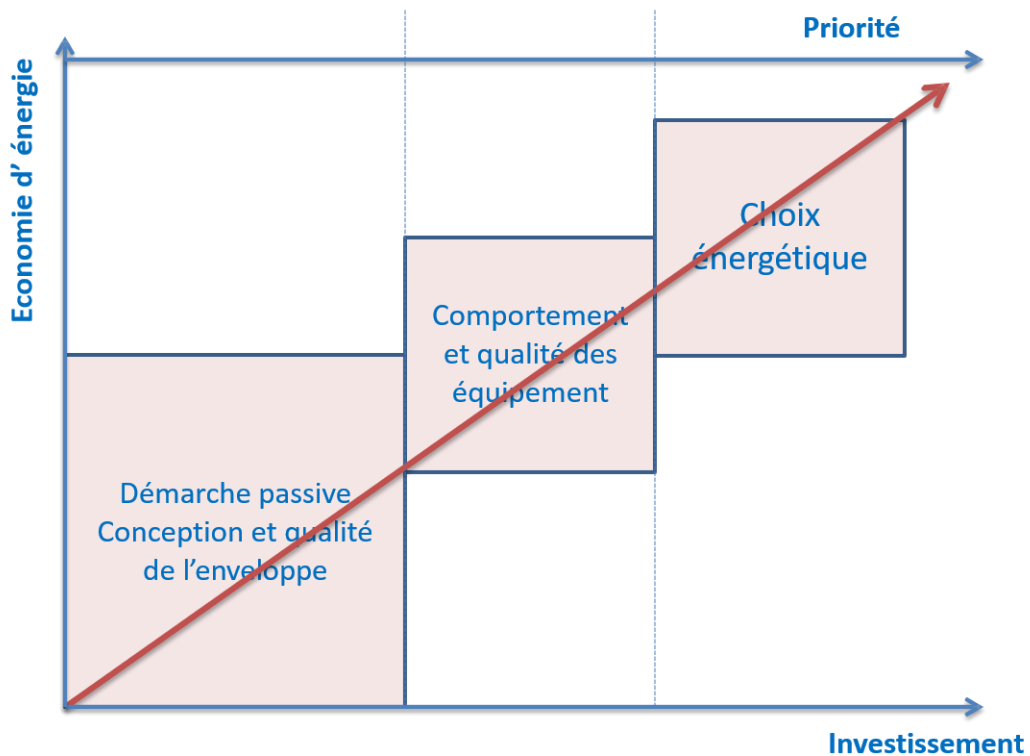 Priorité
Economie d’ énergie
Choix
énergétique
Comportement
et qualité des
équipement
Démarche passive
Conception et qualité
de l’enveloppe
Investissement